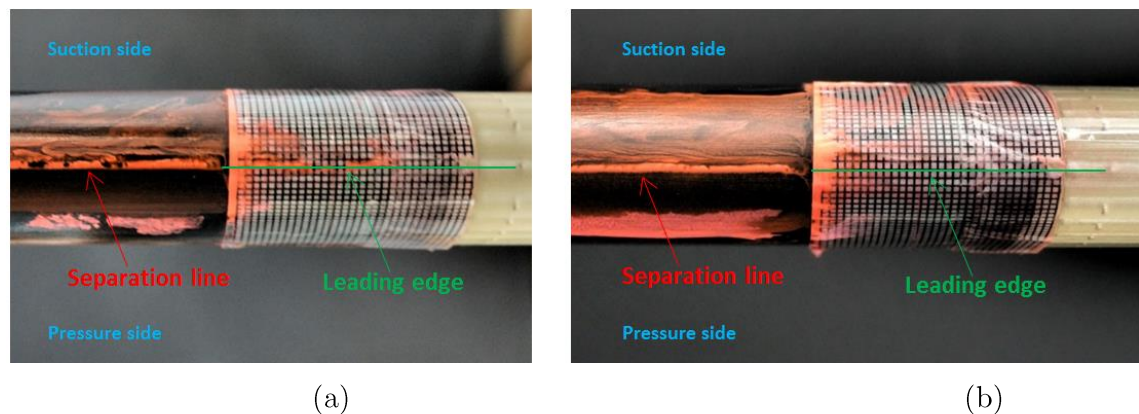 Suction side
Separation line
Leading edge
Pressure side
(a)
Suction side
Separation line
Leading edge
Pressure side
(b)